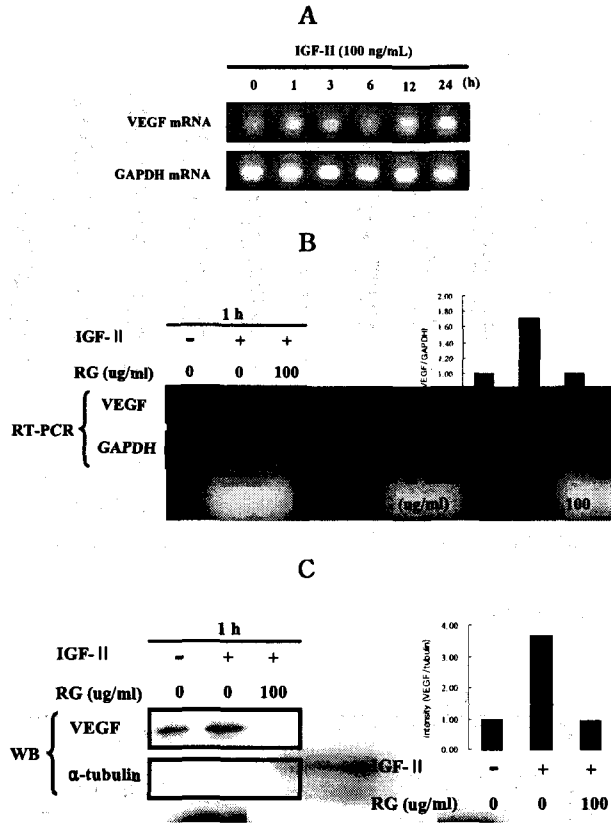 A
IGF-II (100 ng/mL)
0 1 3 6 12 24 (h)
VEGF mRNA
GAPDH mRNA
B
1 h
IGF-II - + +
RG (ug/ml) 0 0 100
RT-PCR
VEGF
GAPDH
2.00
1.80
1.60
1.40
1.20
1.00
VEGF/GAPDH)
(ug/ml) 100
C
1 h
IGF-II - + +
RG (ug/ml) 0 0 100
WB
VEGF
α-tubulin
4.00
3.00
2.00
1.00
0.00
intensity (VEGF/tubulin)
IGF-II - + +
RG (ug/ml) 0 0 100